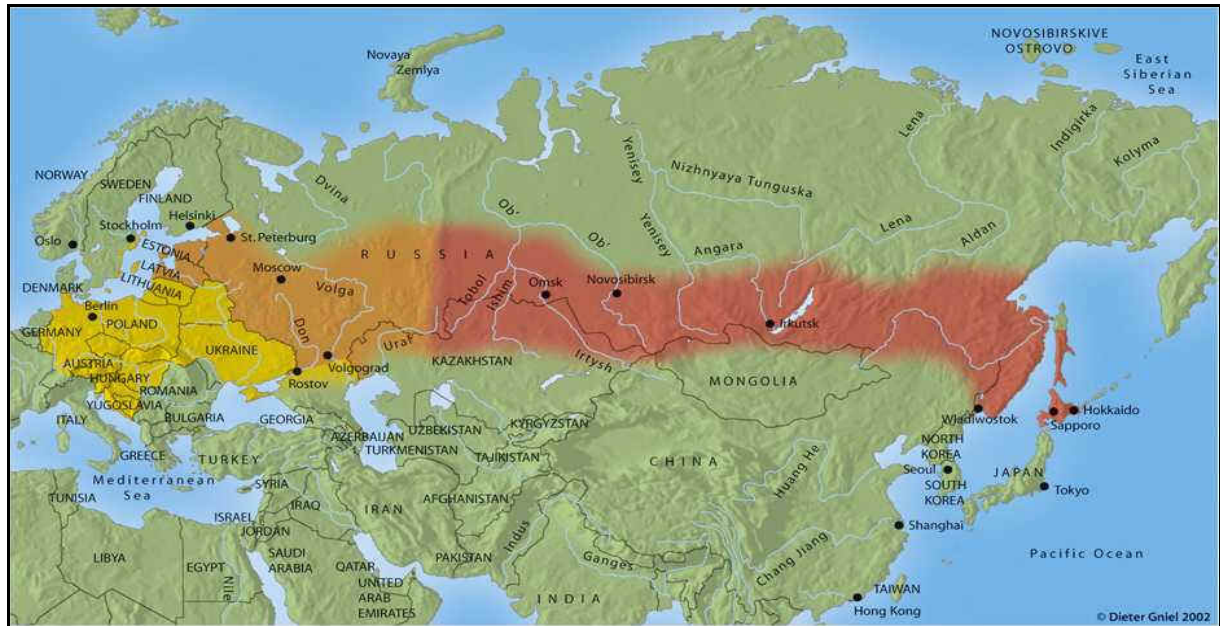 NOVOSIBIRSKIVE
OSTROVO
East
Siberian
Sea
Novaya
Zemlya
Lena
Indigirka
Kolyma
Yenisey
Nizhnyaya Tunguska
NORWAY
SWEDEN
FINLAND
Dvina
Helsinki
Stockholm
Oslo
St. Peterburg
ESTONIA
LATVIA
LITHUANIA
Ob'
Ob'
Yenisey
Angara
Lena
Aldan
RUSSIA
Moscow
Volga
Tobol
Ishim
Omsk
Novosibirsk
DENMARK
Berlin
GERMANY
POLAND
Don
Ural
Irkutsk
UKRAINE
Volgograd
KAZAKHSTAN
Irtysh
AUSTRIA
HUNGARY
ROMANIA
YUGOSLAVIA
Rostov
MONGOLIA
ITALY
BULGARIA
GEORGIA
UZBEKISTAN
KYRGYZSTAN
Wladiwostok
Hokkaido
Sapporo
AZERBAIJAN
TURKMENISTAN
TAJIKISTAN
NORTH
KOREA
Seoul
SOUTH
KOREA
JAPAN
Tokyo
GREECE
TURKEY
CHINA
Huang He
Mediterranean
Sea
SYRIA
TUNISIA
IRAQ
IRAN
AFGHANISTAN
ISRAEL
JORDAN
Shanghai
LIBYA
EGYPT
Nile
SAUDI
ARABIA
QATAR
UNITED
ARAB
EMIRATES
PAKISTAN
Indus
Ganges
INDIA
Chang Jiang
TAIWAN
Hong Kong
Pacific Ocean
© Dieter Gniel 2002